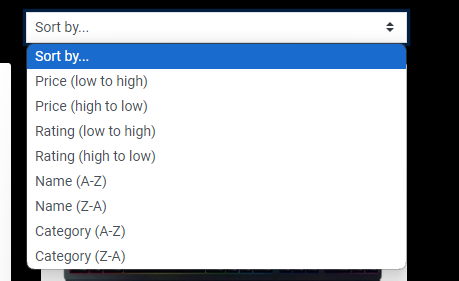 Sort by...
Sort by...
Price (low to high)
Price (high to low)
Rating (low to high)
Rating (high to low)
Name (A-Z)
Name (Z-A)
Category (A-Z)
Category (Z-A)